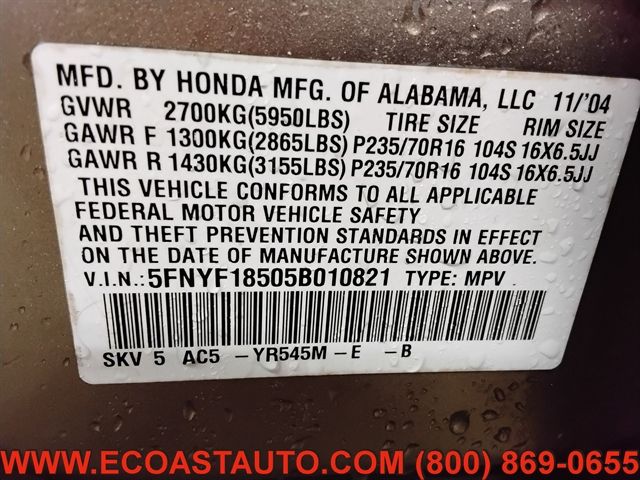 MFD. BY HONDA MFG. OF ALABAMA, LLC 11/'04
GVWR 2700KG(5950LBS) TIRE SIZE RIM SIZE
GAWR F 1300KG(2865LBS) P235/70R16 104S 16X6.5JJ
GAWR R 1430KG(3155LBS) P235/70R16 104S 16X6.5JJ
THIS VEHICLE CONFORMS TO ALL APPLICABLE
FEDERAL MOTOR VEHICLE SAFETY
AND THEFT PREVENTION STANDARDS IN EFFECT
ON THE DATE OF MANUFACTURE SHOWN ABOVE.
V.I.N.: 5FNYF18505B010821 TYPE: MPV
SKV 5 AC5 -YR545M-E -B
WWW.ECOASTAUTO.COM (800) 869-0655